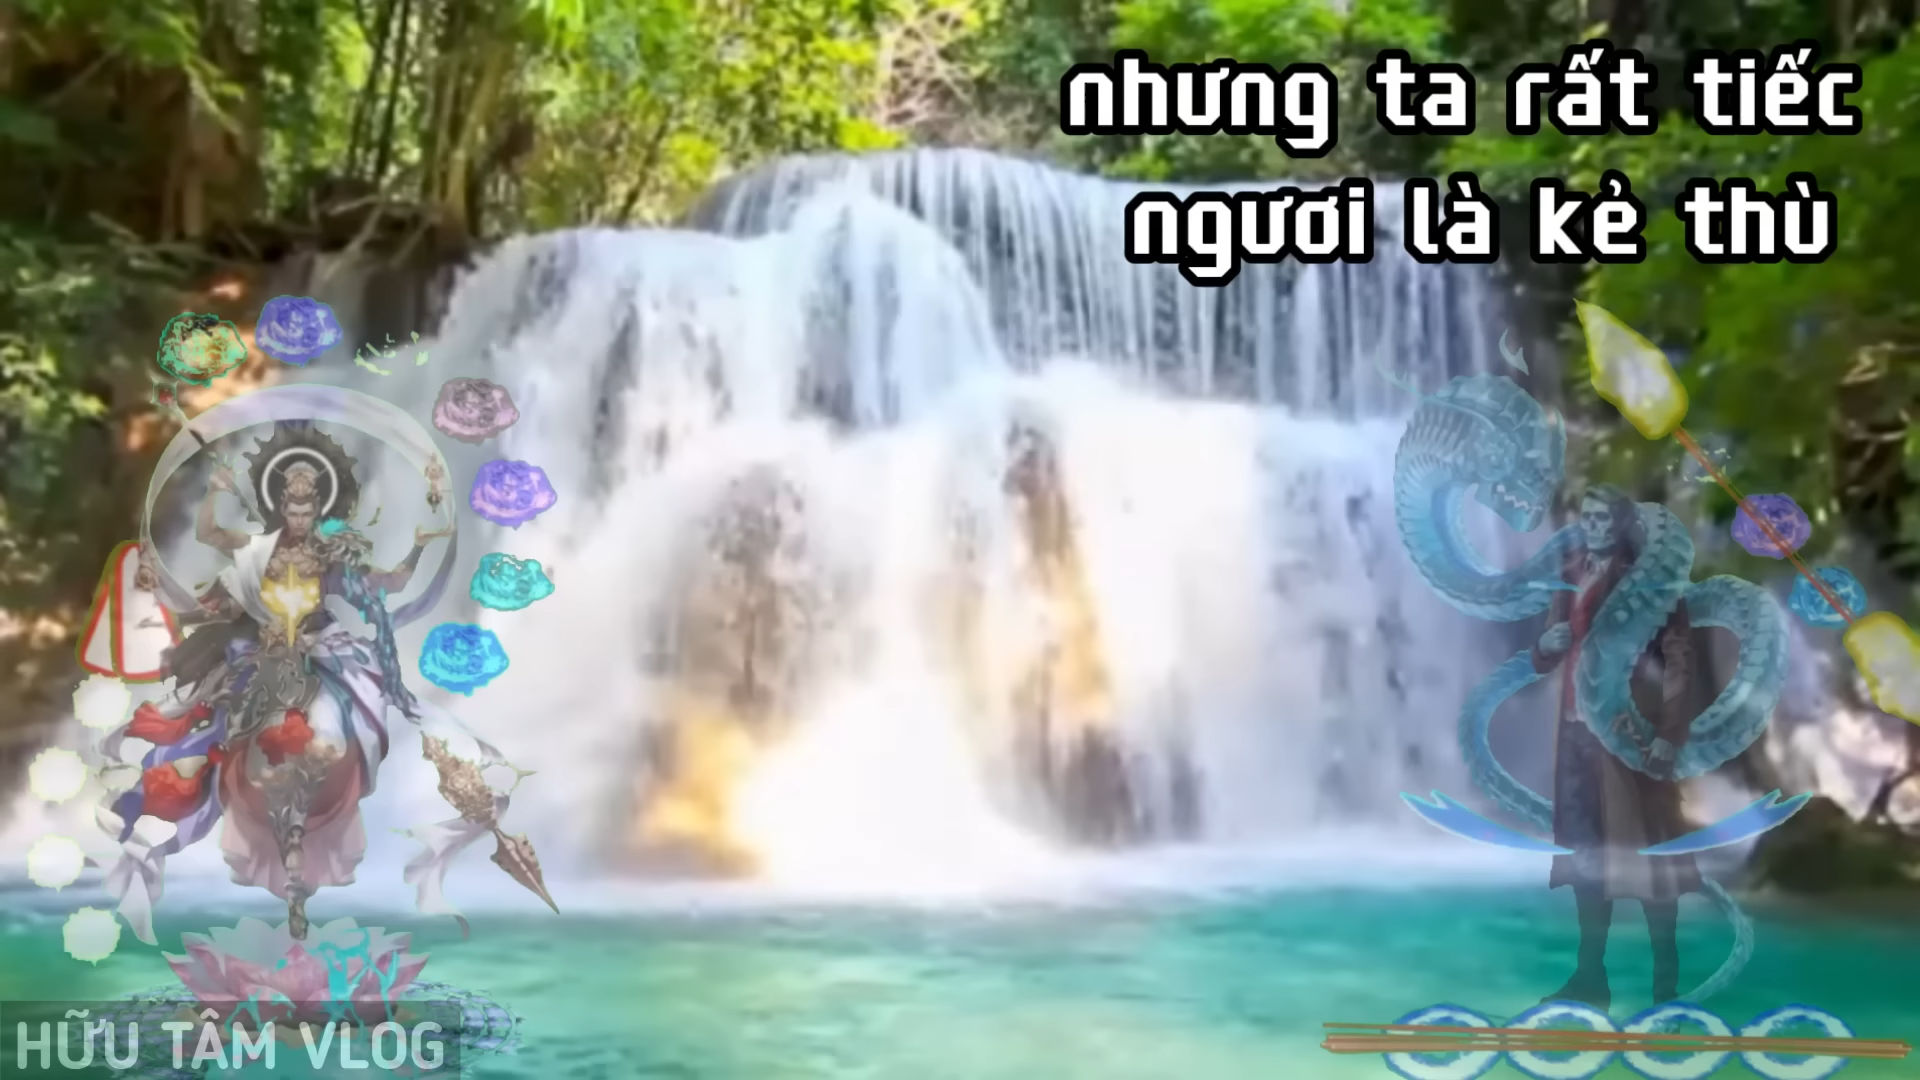 nhưng ta rất tiếc
ngươi là kẻ thù
HỮU TÂM VLOG